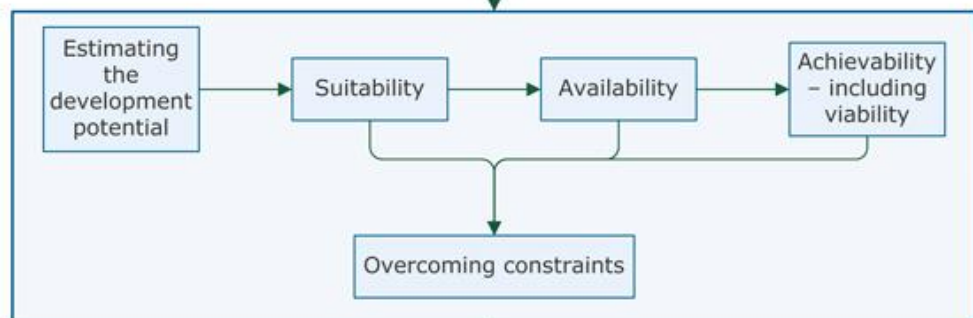 Estimating
the
development
potential
Suitability
Availability
Achievability
– including
viability
Overcoming constraints